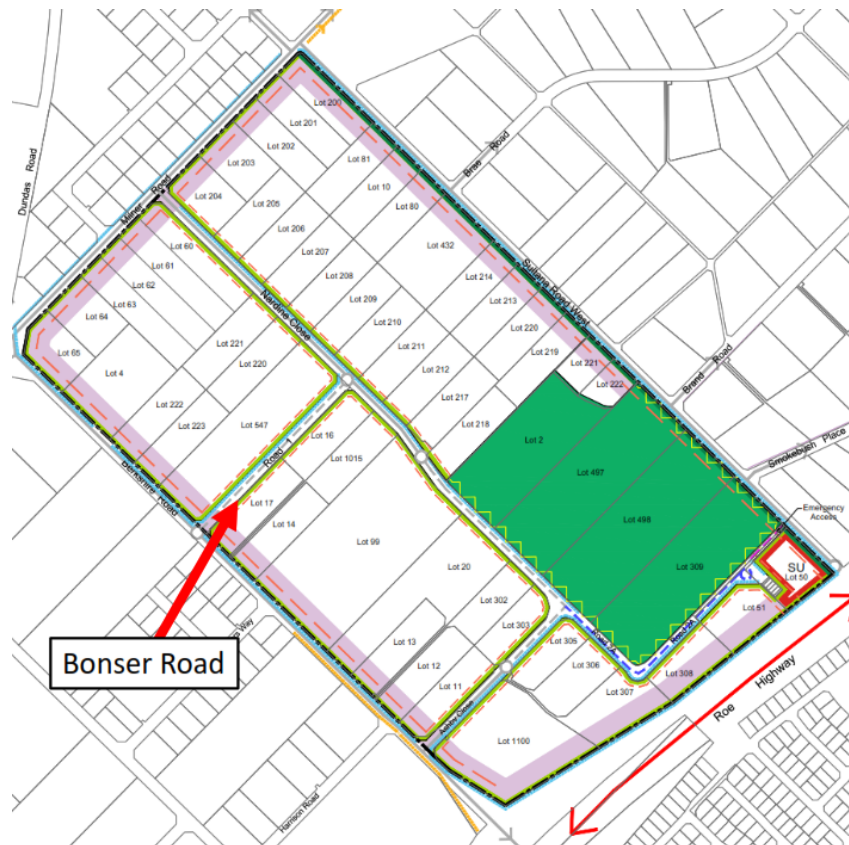 Lot 200
Lot 201
Lot 202
Lot 203
Lot 204
Lot 81
Lot 10
Lot 80
Lot 205
Lot 206
Lot 207
Lot 208
Lot 432
Lot 214
Lot 213
Lot 209
Lot 210
Lot 211
Lot 212
Lot 220
Lot 219
Lot 221
Lot 222
Lot 217
Lot 218
Dundas Road
Milner Road
Brae Road
Sultana Road West
Brand Road
Smokebush Place
Emergency
Access
Nardine Close
Lot 60
Lot 61
Lot 62
Lot 63
Lot 64
Lot 65
Lot 4
Lot 221
Lot 220
Lot 222
Lot 223
Lot 547
Road 1
Lot 16
Lot 1015
Lot 17
Lot 14
Berkshire Road
Lot 2
Lot 497
Lot 498
Lot 309
SU
Lot 50
Lot 51
Lot 99
Lot 20
Lot 302
Lot 303
Lot 305
Lot 306
Lot 307
Lot 308
Road 2A
Lot 13
Lot 12
Lot 11
Ashby Close
Lot 1100
Roe Highway
Harrison Road
Way
Bonser Road